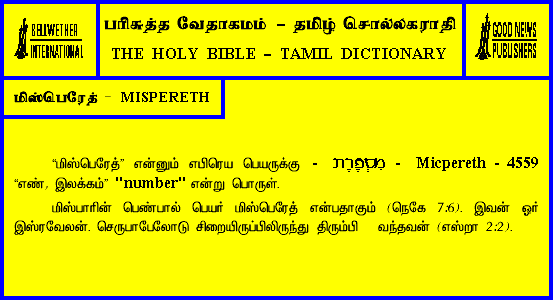 BELLWETHER
INTERNATIONAL
பரிசுத்த வேதாகமம் – தமிழ் சொல்லகராதி
THE HOLY BIBLE – TAMIL DICTIONARY
GOOD NEWS
PUBLISHERS
மிஸ்பெரேத் - MISPERETH
“மிஸ்பெரேத்” என்னும் எபிரெய பெயருக்கு - מִסְפֶּרֶת - Micpereth - 4559
“எண், இலக்கம்” "number" என்று பொருள்.
மிஸ்பாரின் பெண்பால் பெயர் மிஸ்பெரேத் என்பதாகும் (நெகே 7:6). இவன் ஓர்
இஸ்ரவேலன். செருபாபேலோடு சிறையிருப்பிலிருந்து திரும்பி வந்தவன் (எஸ்றா 2:2).